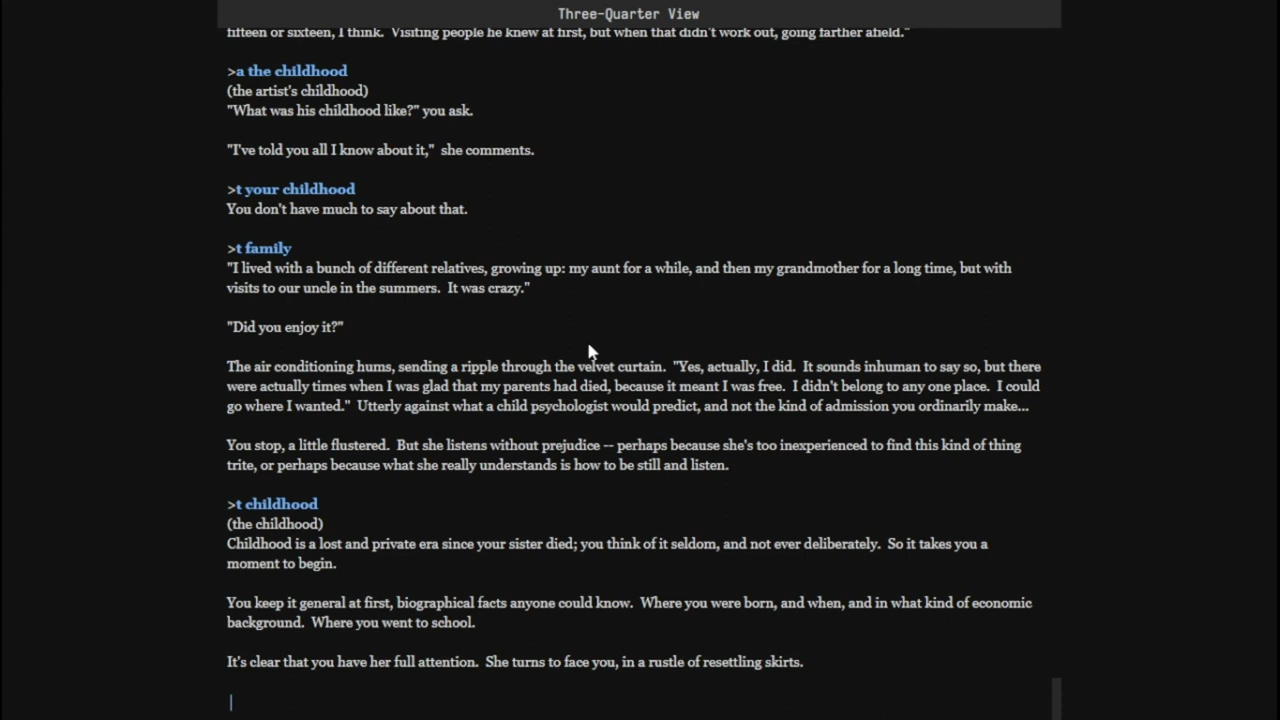 Three-Quarter View
fifteen or sixteen, I think.  Visiting people he knew at first, but when that didn't work out, going farther afield."
>a the childhood
(the artist's childhood)
"What was his childhood like?" you ask.
"I've told you all I know about it,"  she comments.
>t your childhood
You don't have much to say about that.
>t family
"I lived with a bunch of different relatives, growing up: my aunt for a while, and then my grandmother for a long time, but with
visits to our uncle in the summers.  It was crazy."
"Did you enjoy it?"
The air conditioning hums, sending a ripple through the velvet curtain.  "Yes, actually, I did.  It sounds inhuman to say so, but there
were actually times when I was glad that my parents had died, because it meant I was free.  I didn't belong to any one place.  I could
go where I wanted."  Utterly against what a child psychologist would predict, and not the kind of admission you ordinarily make...
You stop, a little flustered.  But she listens without prejudice -- perhaps because she's too inexperienced to find this kind of thing
trite, or perhaps because what she really understands is how to be still and listen.
>t childhood
(the childhood)
Childhood is a lost and private era since your sister died; you think of it seldom, and not ever deliberately.  So it takes you a
moment to begin.
You keep it general at first, biographical facts anyone could know.  Where you were born, and when, and in what kind of economic
background.  Where you went to school.
It's clear that you have her full attention.  She turns to face you, in a rustle of resettling skirts.